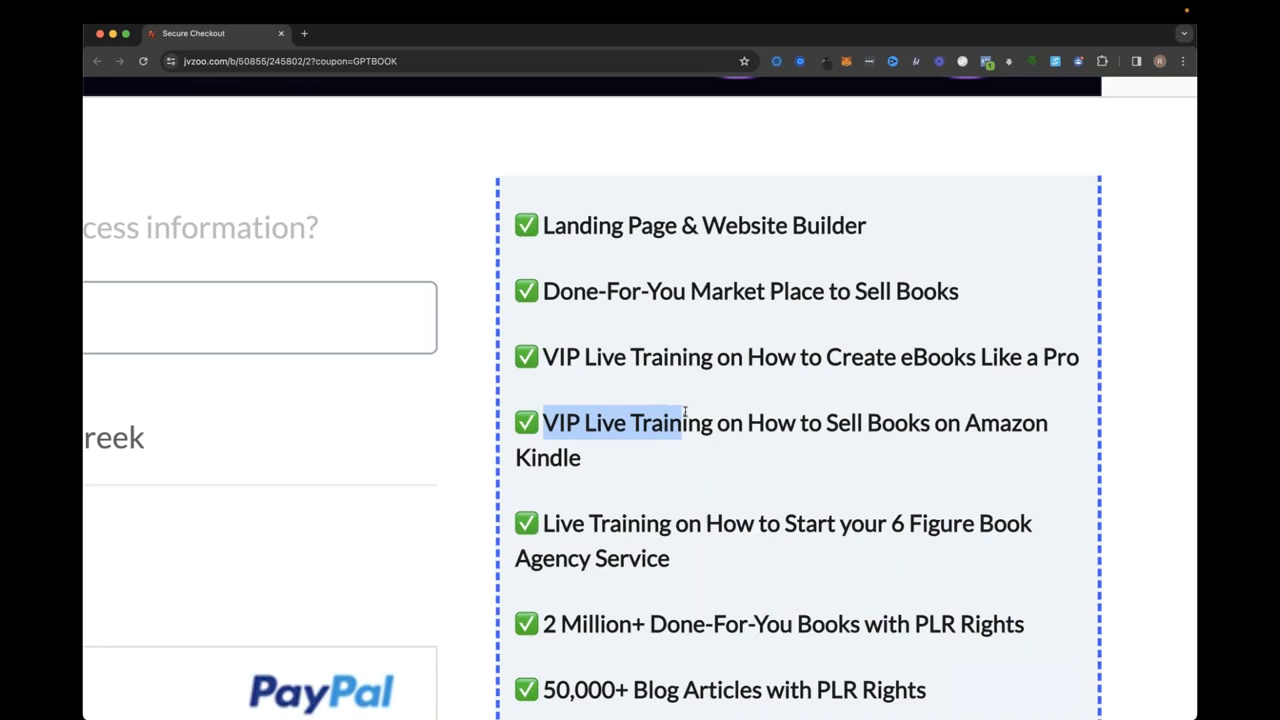 Secure Checkout
jvzoo.com/b/50855/245802/2?coupon=GPTBOOK
cess information?
reek
PayPal
✅ Landing Page & Website Builder
✅ Done-For-You Market Place to Sell Books
✅ VIP Live Training on How to Create eBooks Like a Pro
✅ VIP Live Training on How to Sell Books on Amazon
Kindle
✅ Live Training on How to Start your 6 Figure Book
Agency Service
✅ 2 Million+ Done-For-You Books with PLR Rights
✅ 50,000+ Blog Articles with PLR Rights